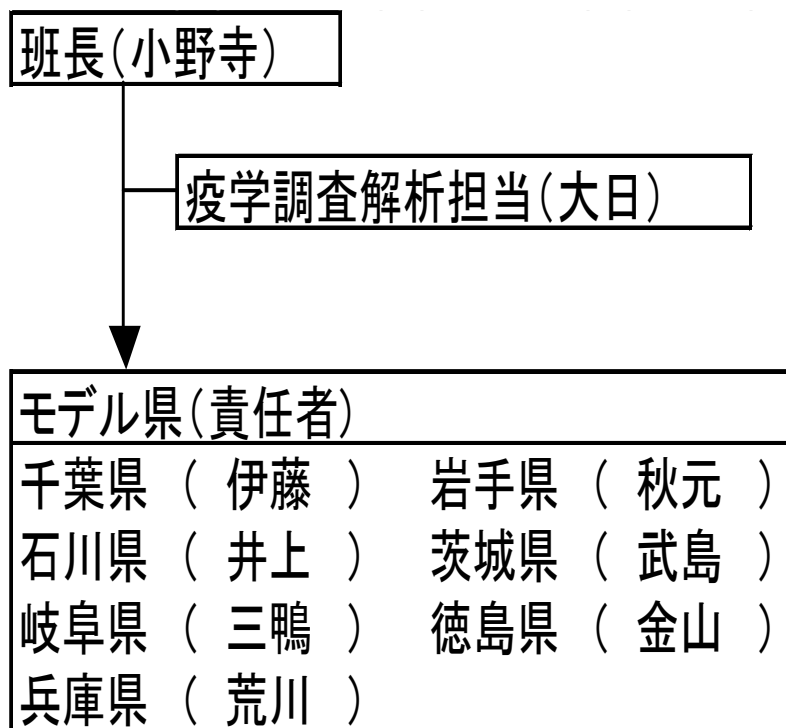 班長(小野寺)
疫学調査解析担当(大日)
モデル県(責任者)
千葉県 ( 伊藤 ) 岩手県 ( 秋元 )
石川県 ( 井上 ) 茨城県 ( 武島 )
岐阜県 ( 三鴨 ) 徳島県 ( 金山 )
兵庫県 ( 荒川 )